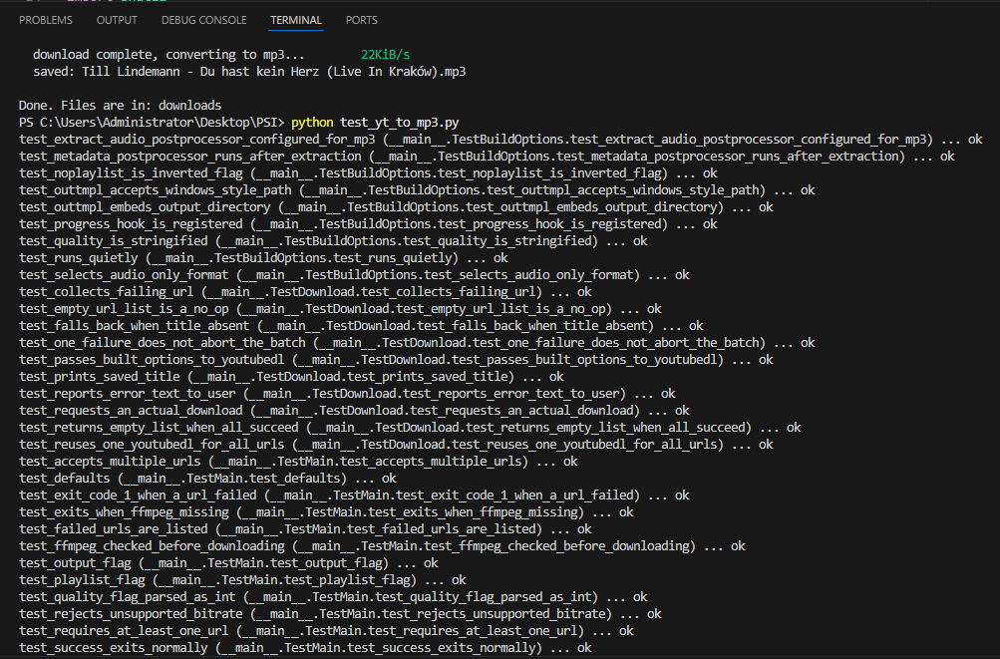 PROBLEMS OUTPUT DEBUG CONSOLE TERMINAL PORTS
download complete, converting to mp3... 22KiB/s
saved: Till Lindemann - Du hast kein Herz (Live In Kraków).mp3
Done. Files are in: downloads
PS C:\Users\Administrator\Desktop\PSI> python test_yt_to_mp3.py
test_extract_audio_postprocessor_configured_for_mp3 (__main__.TestBuildOptions.test_extract_audio_postprocessor_configured_for_mp3) ... ok
test_metadata_postprocessor_runs_after_extraction (__main__.TestBuildOptions.test_metadata_postprocessor_runs_after_extraction) ... ok
test_noplaylist_is_inverted_flag (__main__.TestBuildOptions.test_noplaylist_is_inverted_flag) ... ok
test_outtmpl_accepts_windows_style_path (__main__.TestBuildOptions.test_outtmpl_accepts_windows_style_path) ... ok
test_outtmpl_embeds_output_directory (__main__.TestBuildOptions.test_outtmpl_embeds_output_directory) ... ok
test_progress_hook_is_registered (__main__.TestBuildOptions.test_progress_hook_is_registered) ... ok
test_quality_is_stringified (__main__.TestBuildOptions.test_quality_is_stringified) ... ok
test_runs_quietly (__main__.TestBuildOptions.test_runs_quietly) ... ok
test_selects_audio_only_format (__main__.TestBuildOptions.test_selects_audio_only_format) ... ok
test_collects_failing_url (__main__.TestDownload.test_collects_failing_url) ... ok
test_empty_url_list_is_a_no_op (__main__.TestDownload.test_empty_url_list_is_a_no_op) ... ok
test_falls_back_when_title_absent (__main__.TestDownload.test_falls_back_when_title_absent) ... ok
test_one_failure_does_not_abort_the_batch (__main__.TestDownload.test_one_failure_does_not_abort_the_batch) ... ok
test_passes_built_options_to_youtubedl (__main__.TestDownload.test_passes_built_options_to_youtubedl) ... ok
test_prints_saved_title (__main__.TestDownload.test_prints_saved_title) ... ok
test_reports_error_text_to_user (__main__.TestDownload.test_reports_error_text_to_user) ... ok
test_requests_an_actual_download (__main__.TestDownload.test_requests_an_actual_download) ... ok
test_returns_empty_list_when_all_succeed (__main__.TestDownload.test_returns_empty_list_when_all_succeed) ... ok
test_reuses_one_youtubedl_for_all_urls (__main__.TestDownload.test_reuses_one_youtubedl_for_all_urls) ... ok
test_accepts_multiple_urls (__main__.TestMain.test_accepts_multiple_urls) ... ok
test_defaults (__main__.TestMain.test_defaults) ... ok
test_exit_code_1_when_a_url_failed (__main__.TestMain.test_exit_code_1_when_a_url_failed) ... ok
test_exits_when_ffmpeg_missing (__main__.TestMain.test_exits_when_ffmpeg_missing) ... ok
test_failed_urls_are_listed (__main__.TestMain.test_failed_urls_are_listed) ... ok
test_ffmpeg_checked_before_downloading (__main__.TestMain.test_ffmpeg_checked_before_downloading) ... ok
test_output_flag (__main__.TestMain.test_output_flag) ... ok
test_playlist_flag (__main__.TestMain.test_playlist_flag) ... ok
test_quality_flag_parsed_as_int (__main__.TestMain.test_quality_flag_parsed_as_int) ... ok
test_rejects_unsupported_bitrate (__main__.TestMain.test_rejects_unsupported_bitrate) ... ok
test_requires_at_least_one_url (__main__.TestMain.test_requires_at_least_one_url) ... ok
test_success_exits_normally (__main__.TestMain.test_success_exits_normally) ... ok